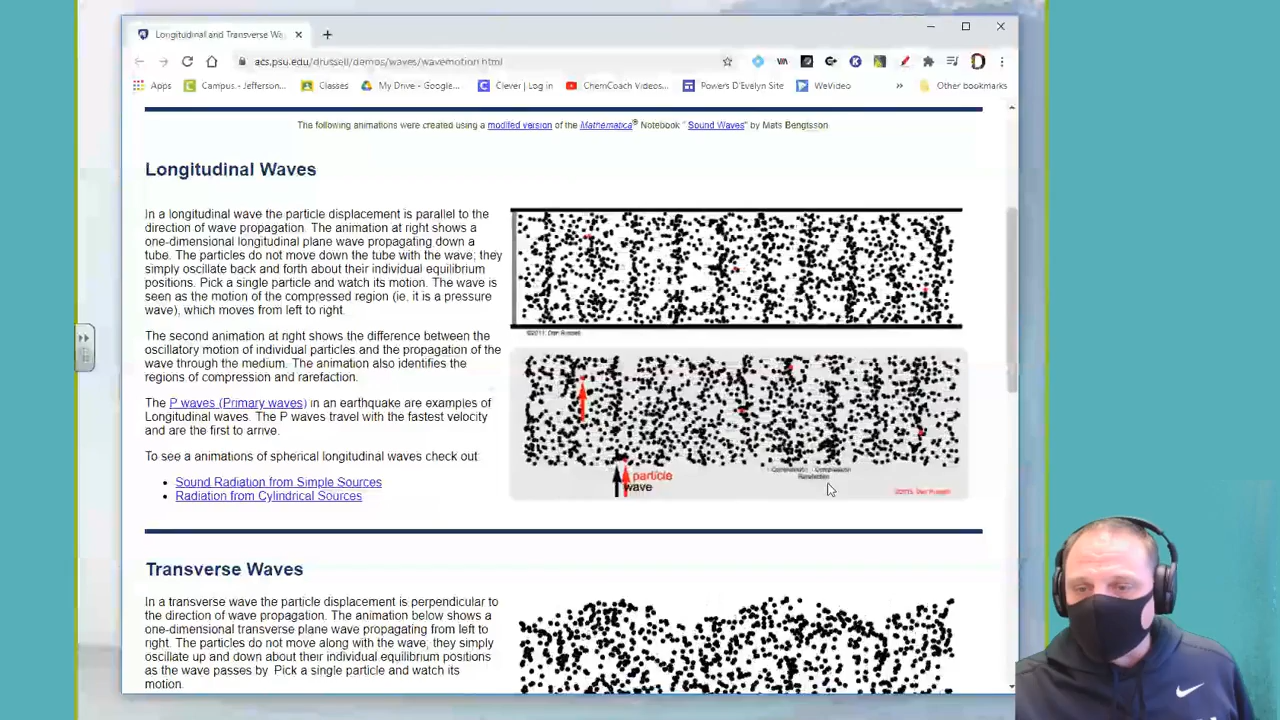 Longitudinal and Transverse Wa
acs.psu.edu/drussell/demos/waves/wavemotion.html
Apps
Campus - Jefferson...
Classes
My Drive - Google...
Clever | Log in
ChemCoach Videos...
Powers D'Evelyn Site
WeVideo
»
Other bookmarks
The following animations were created using a modifed version of the Mathematica® Notebook " Sound Waves" by Mats Bengtsson
Longitudinal Waves
In a longitudinal wave the particle displacement is parallel to the
direction of wave propagation. The animation at right shows a
one-dimensional longitudinal plane wave propagating down a
tube. The particles do not move down the tube with the wave; they
simply oscillate back and forth about their individual equilibrium
positions. Pick a single particle and watch its motion. The wave is
seen as the motion of the compressed region (ie, it is a pressure
wave), which moves from left to right.
©2011, Dan Russell
The second animation at right shows the difference between the
oscillatory motion of individual particles and the propagation of the
wave through the medium. The animation also identifies the
regions of compression and rarefaction.
The P waves (Primary waves) in an earthquake are examples of
Longitudinal waves. The P waves travel with the fastest velocity
and are the first to arrive.
To see a animations of spherical longitudinal waves check out:
Sound Radiation from Simple Sources
Radiation from Cylindrical Sources
particle
wave
Compression
Rarefaction
©2015, Dan Russell
Transverse Waves
In a transverse wave the particle displacement is perpendicular to
the direction of wave propagation. The animation below shows a
one-dimensional transverse plane wave propagating from left to
right. The particles do not move along with the wave; they simply
oscillate up and down about their individual equilibrium positions
as the wave passes by. Pick a single particle and watch its
motion.